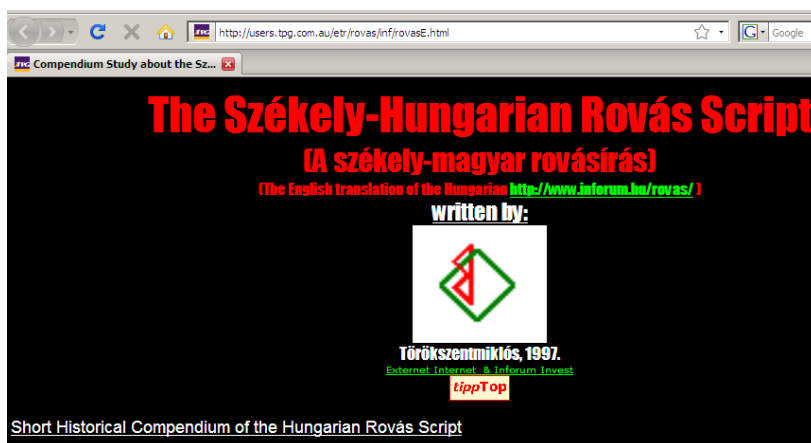 http://users.tpg.com.au/etr/rovas/inf/rovasE.html
Google
Compendium Study about the Sz...
The Székely-Hungarian Rovás Script
(A székely-magyar rovásírás)
(The English translation of the Hungarian http://www.inforum.hu/rovas/ )
written by:
Törökszentmiklós, 1997.
Externet Internet & Inforum Invest
tippTop
Short Historical Compendium of the Hungarian Rovás Script